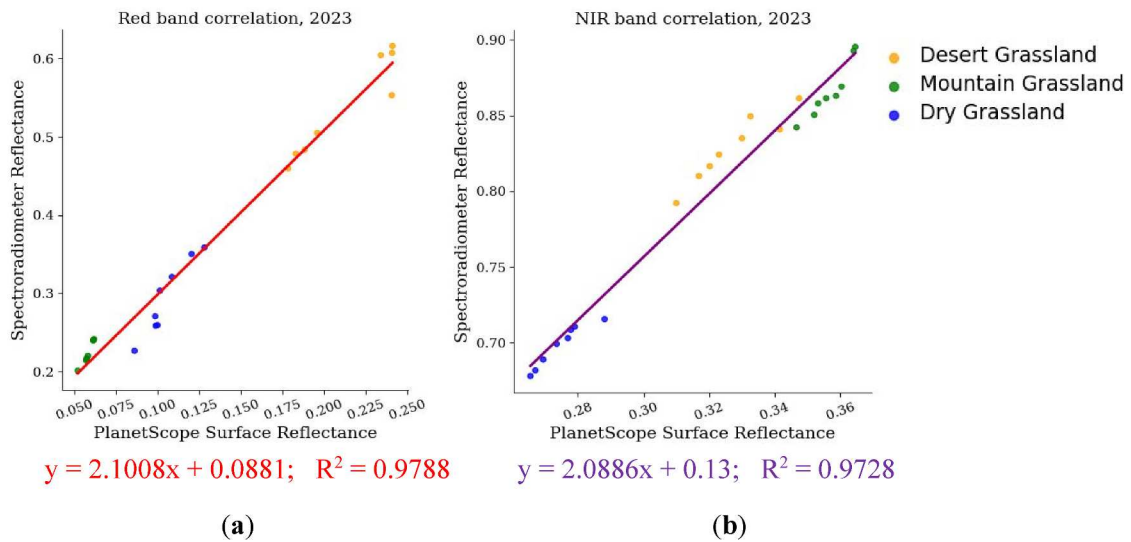 Red band correlation, 2023
Spectroradiometer Reflectance
0.6
0.5
0.4
0.3
0.2
0.050 0.075 0.100 0.125 0.150 0.175 0.200 0.225 0.250
PlanetScope Surface Reflectance
y = 2.1008x + 0.0881; R² = 0.9788
(a)
NIR band correlation, 2023
Spectroradiometer Reflectance
0.90
0.85
0.80
0.75
0.70
0.28 0.30 0.32 0.34 0.36
PlanetScope Surface Reflectance
y = 2.0886x + 0.13; R² = 0.9728
(b)
Desert Grassland
Mountain Grassland
Dry Grassland